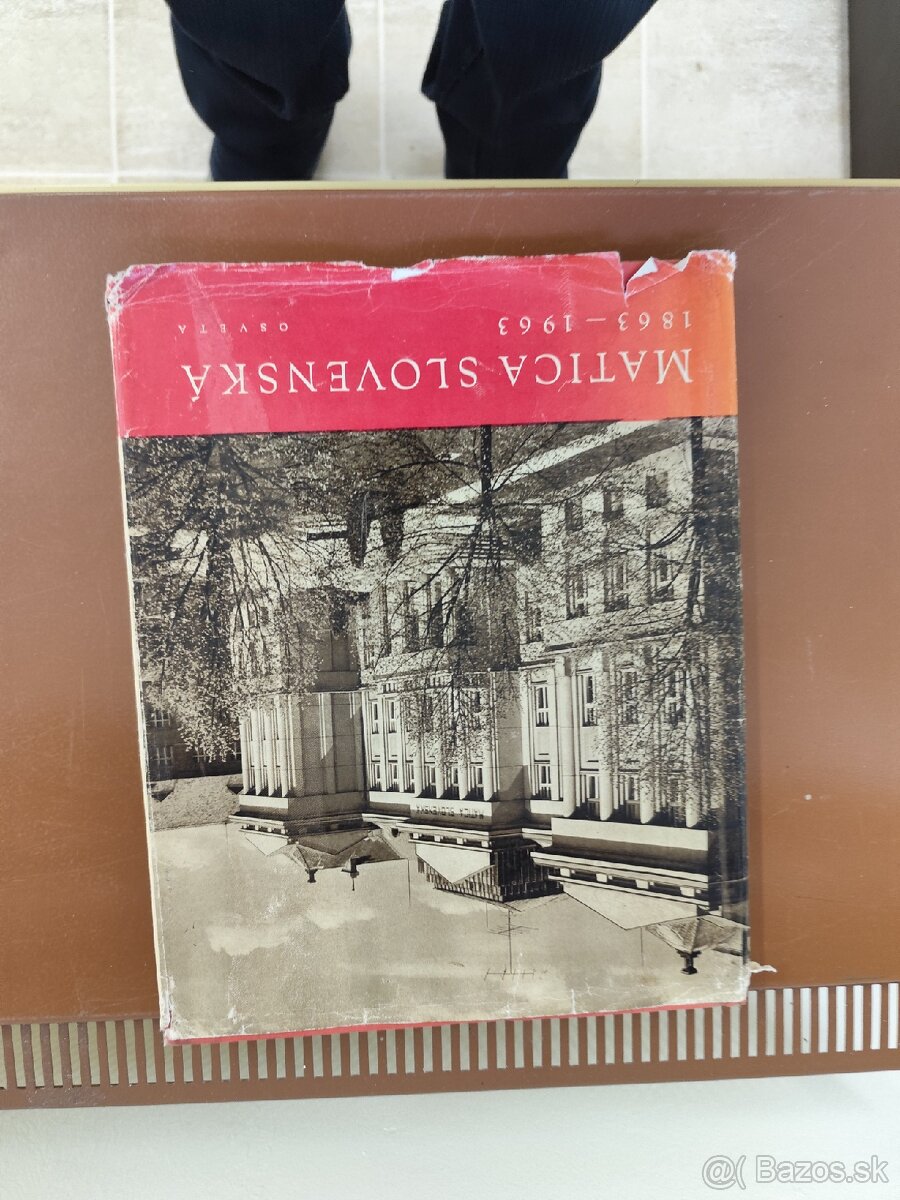 MATICA SLOVENSKÁ
1863—1963
OSVETA
MATICA SLOVENSKÁ
@( Bazos.sk